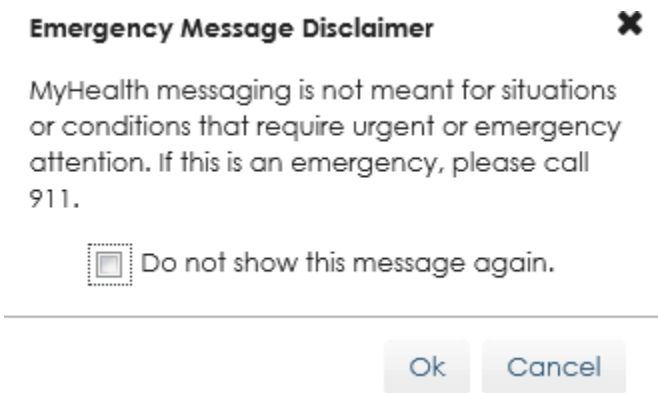 Emergency Message Disclaimer
MyHealth messaging is not meant for situations
or conditions that require urgent or emergency
attention. If this is an emergency, please call
911.
Do not show this message again.
Ok Cancel